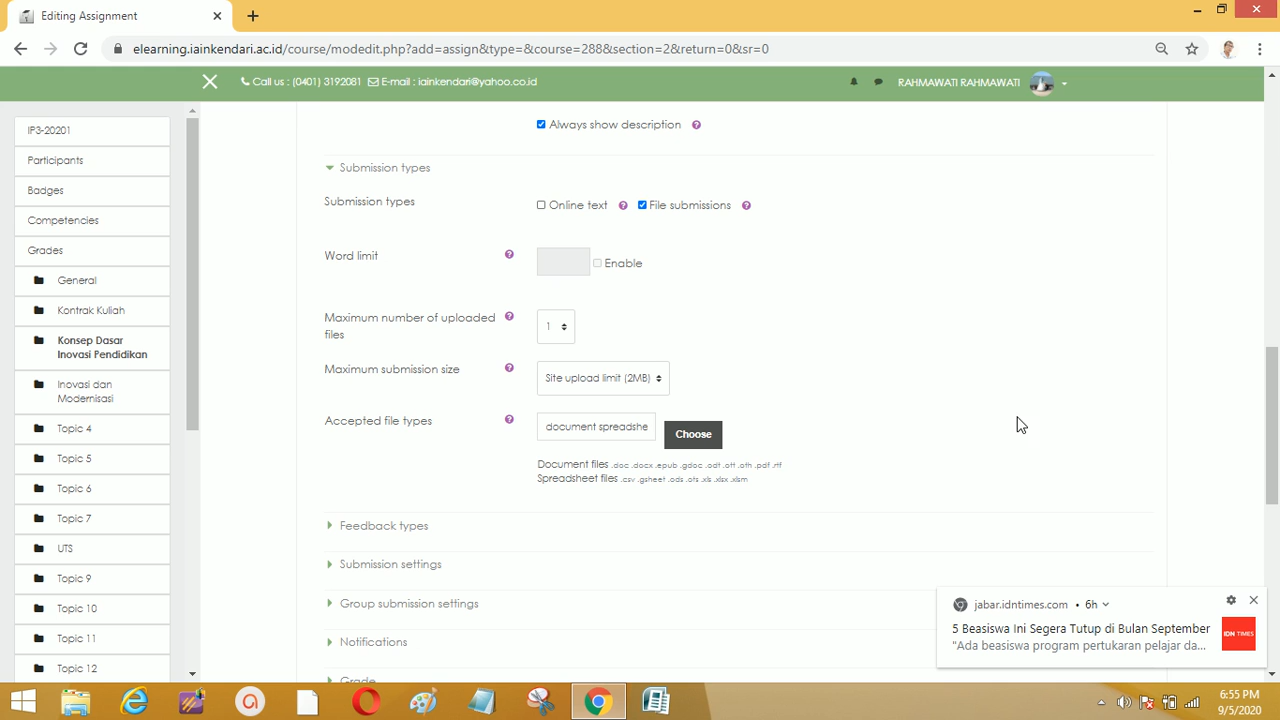 Editing Assignment
elearning.iainkendari.ac.id/course/modedit.php?add=assign&type=&course=288&section=2&return=0&sr=0
Call us : (0401) 3192081 E-mail : iainkendari@yahoo.co.id
RAHMAWATI RAHMAWATI
IP3-20201
Participants
Badges
Competencies
Grades
General
Kontrak Kuliah
Konsep Dasar
Inovasi Pendidikan
Inovasi dan
Modernisasi
Topic 4
Topic 5
Topic 6
Topic 7
UTS
Topic 9
Topic 10
Topic 11
Topic 12
Always show description
Submission types
Submission types
Online text
File submissions
Word limit
Enable
Maximum number of uploaded
files
1
Maximum submission size
Site upload limit (2MB)
Accepted file types
document spreadshe
Choose
Document files .doc .docx .epub .gdoc .odt .ott .oth .pdf .rtf
Spreadsheet files .csv .gsheet .ods .ots .xls .xlsx .xlsm
Feedback types
Submission settings
Group submission settings
Notifications
Grade
jabar.idntimes.com • 6h
5 Beasiswa Ini Segera Tutup di Bulan September
"Ada beasiswa program pertukaran pelajar da...
IDN TIMES
6:55 PM
9/5/2020